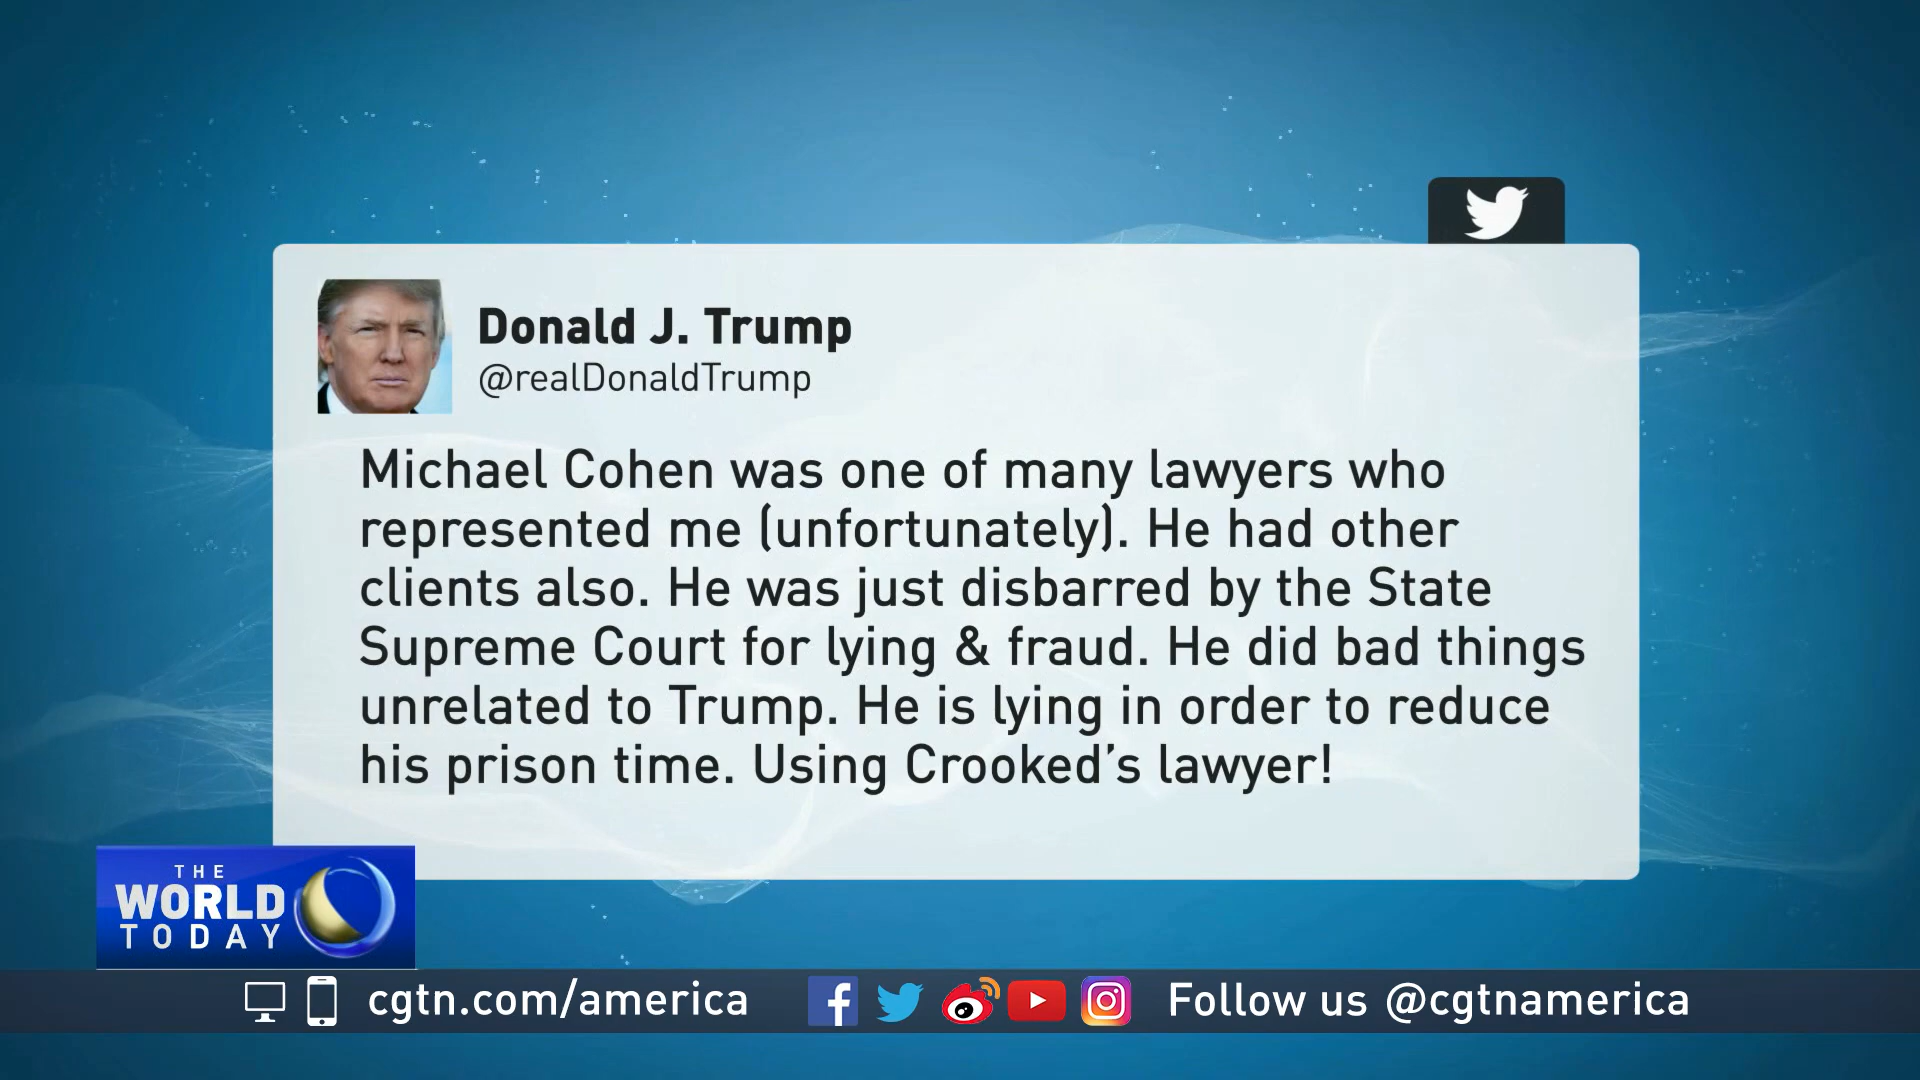 Donald J. Trump
@realDonaldTrump
Michael Cohen was one of many lawyers who
represented me (unfortunately). He had other
clients also. He was just disbarred by the State
Supreme Court for lying & fraud. He did bad things
unrelated to Trump. He is lying in order to reduce
his prison time. Using Crooked’s lawyer!
THE
WORLD
TODAY
cgtn.com/america
Follow us @cgtnamerica